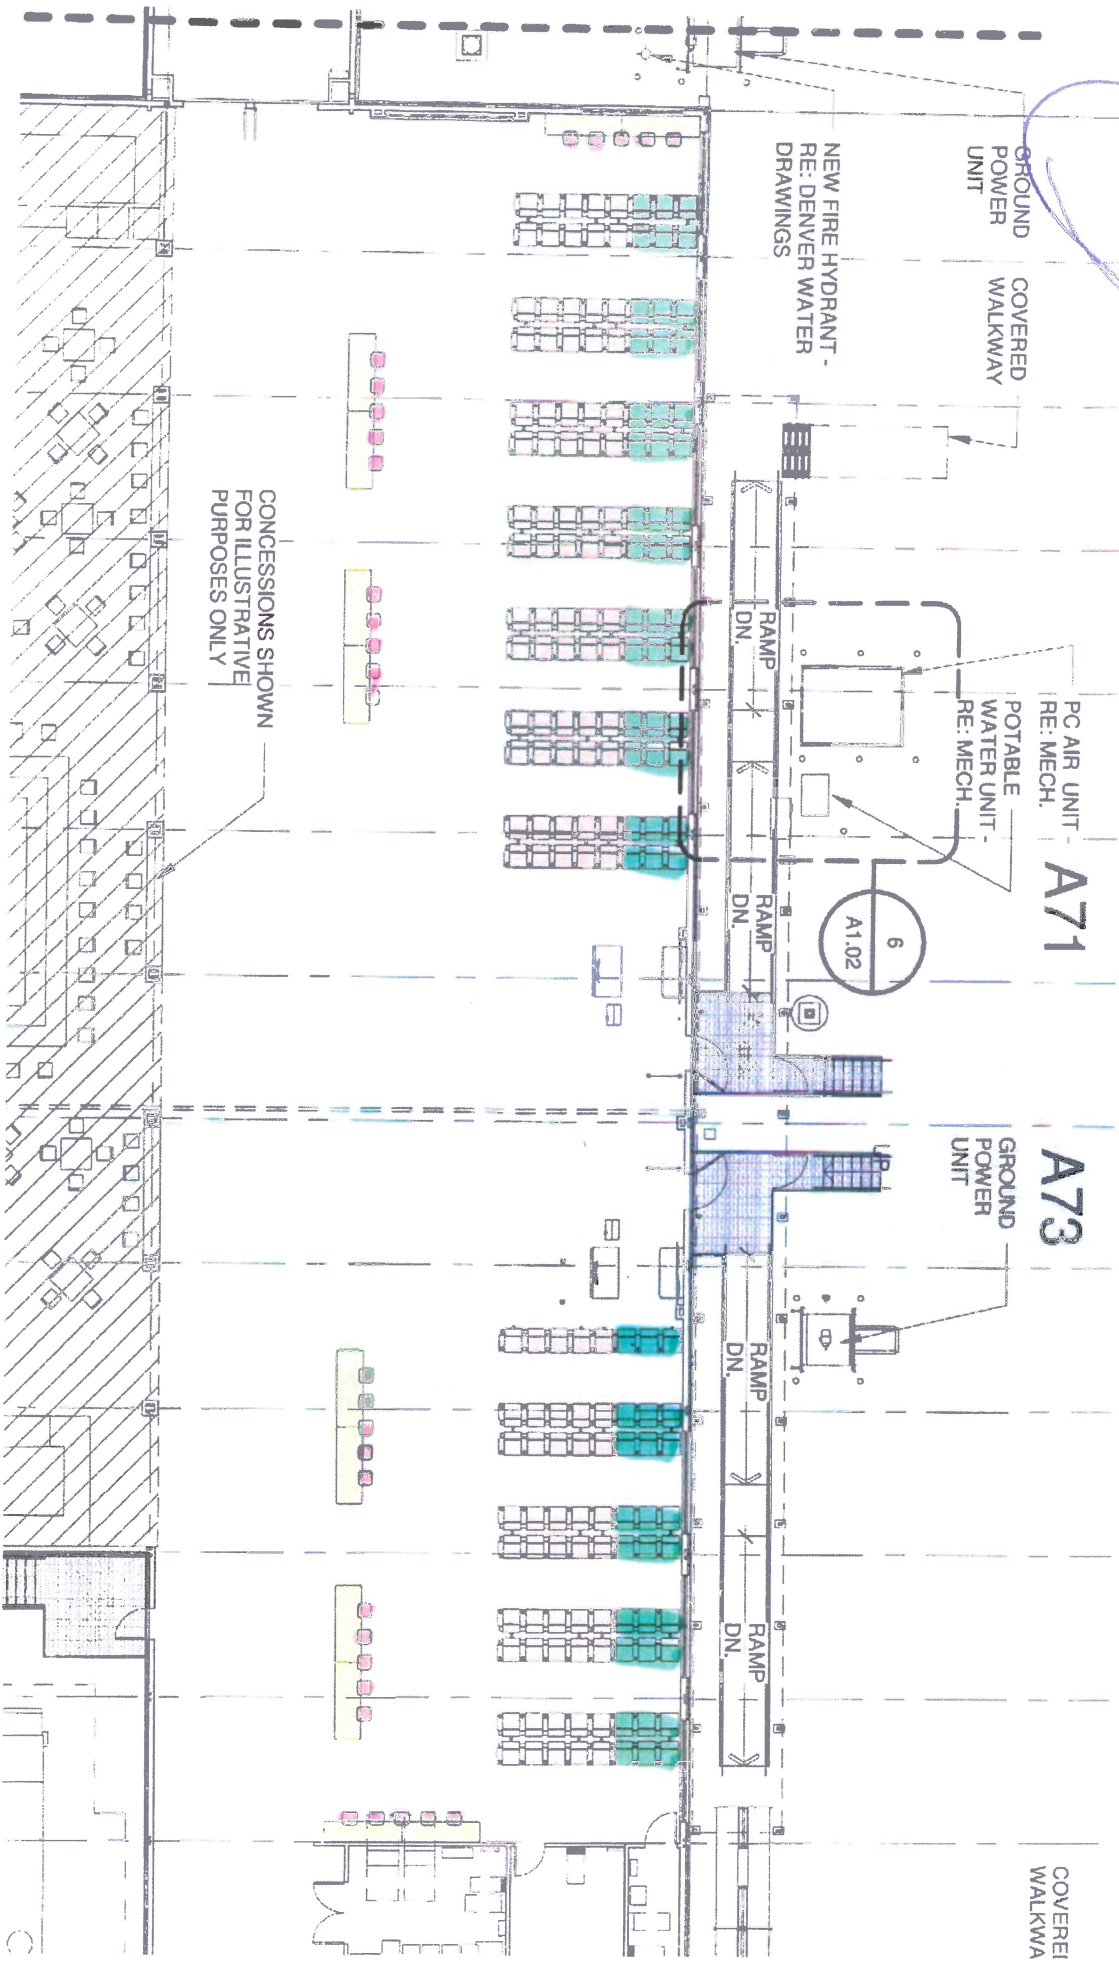 GROUND
POWER
UNIT
NEW FIRE HYDRANT -
RE: DENVER WATER
DRAWINGS
COVERED
WALKWAY
CONCESSIONS SHOWN
FOR ILLUSTRATIVE
PURPOSES ONLY
RAMP
DN.
PC AIR UNIT -
RE: MECH.
POTABLE
WATER UNIT -
RE: MECH.
A71
RAMP
DN.
6
A1.02
A73
GROUND
POWER
UNIT
UP
RAMP
DN.
RAMP
DN.
COVERE
WALKWA